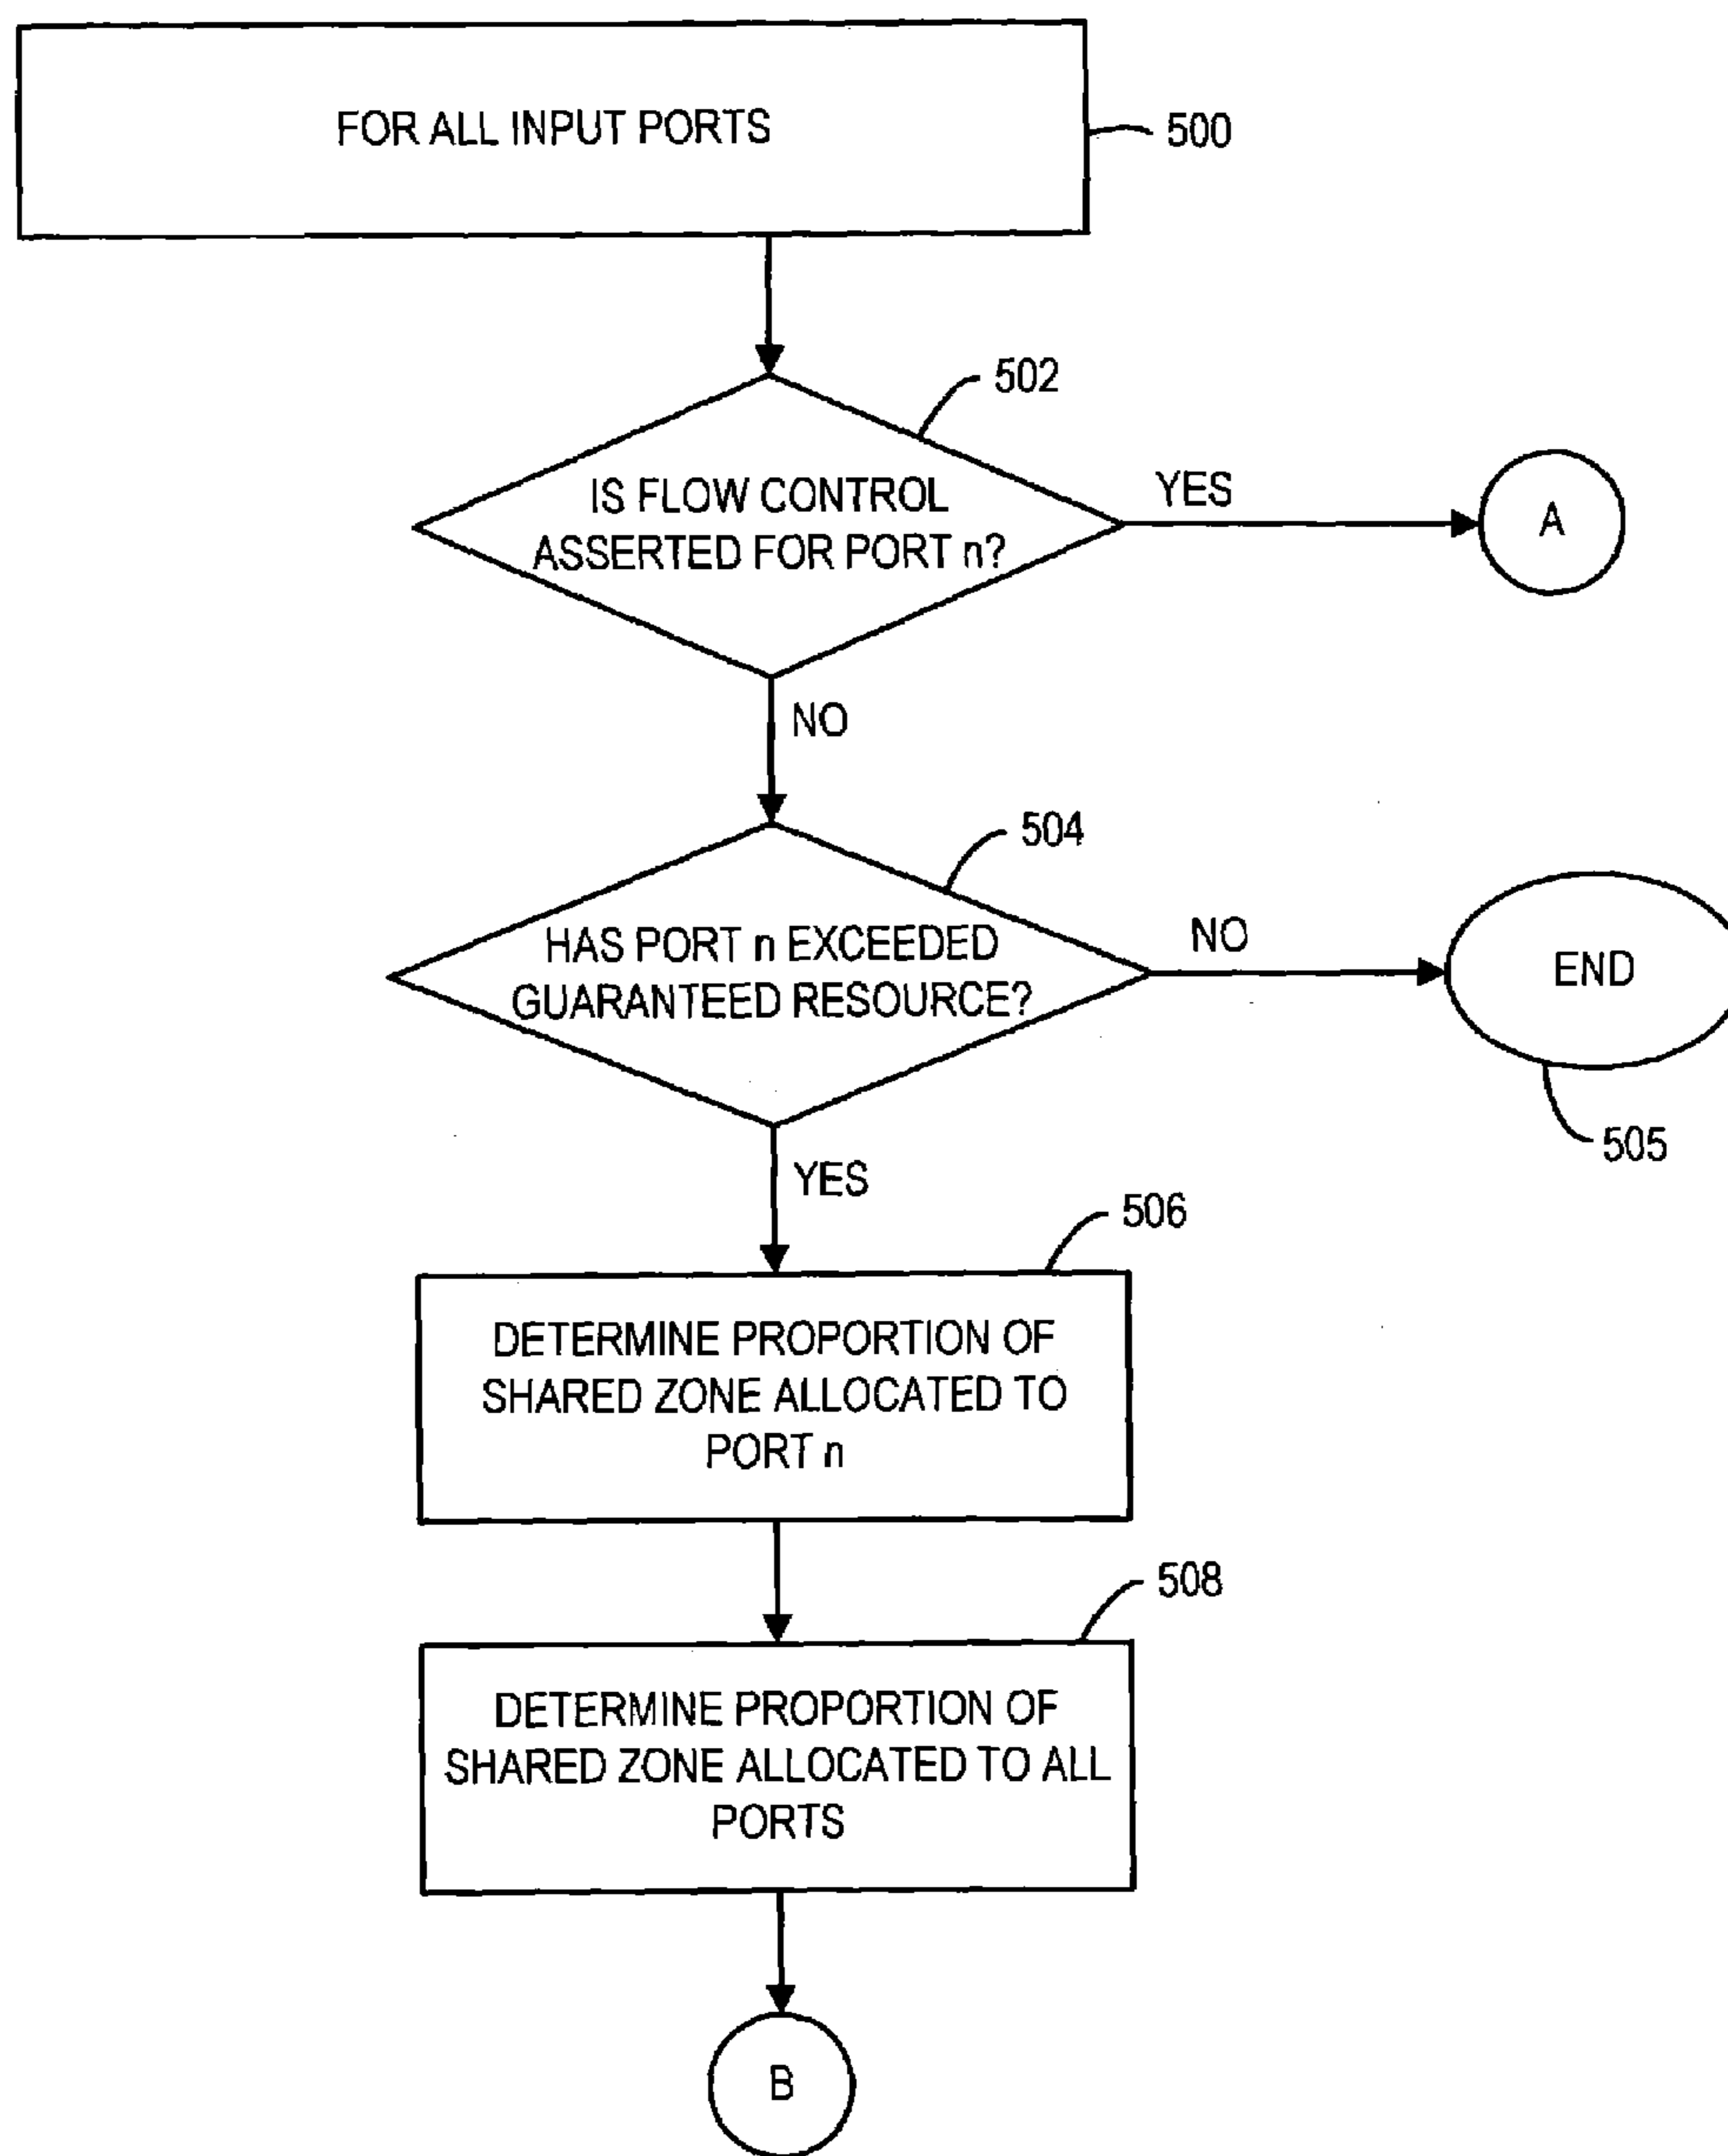 FOR ALL INPUT PORTS
500
502
IS FLOW CONTROL
ASSERTED FOR PORT n?
YES
A
NO
504
HAS PORT n EXCEEDED
GUARANTEED RESOURCE?
NO
END
505
YES
506
DETERMINE PROPORTION OF
SHARED ZONE ALLOCATED TO
PORT n
508
DETERMINE PROPORTION OF
SHARED ZONE ALLOCATED TO ALL
PORTS
B